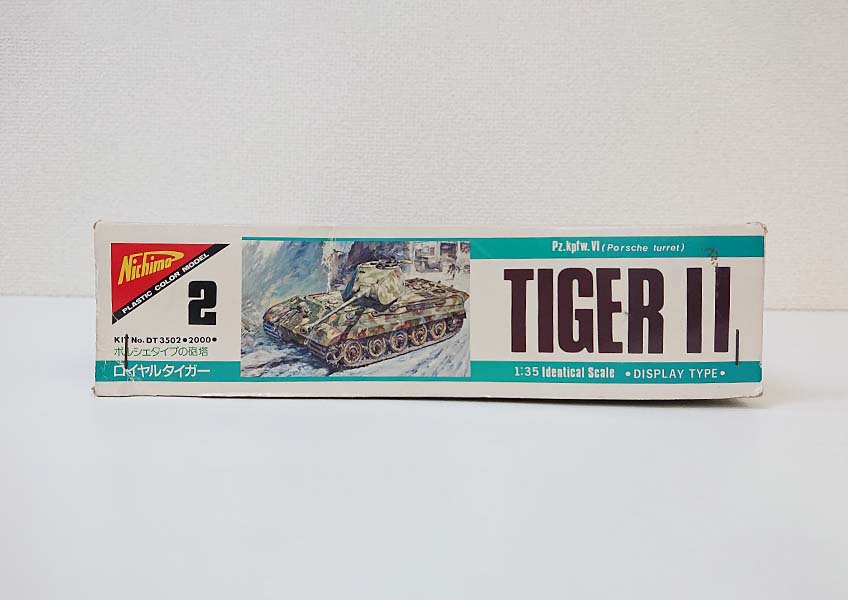 Nichimo
PLASTIC COLOR MODEL
2
KIT No. DT3502●2000●
ポルシェタイプの砲塔
ロイヤルタイガー
Pz.kpfw.VI (Porsche turret)
TIGER II
1:35 Identical Scale •DISPLAY TYPE•